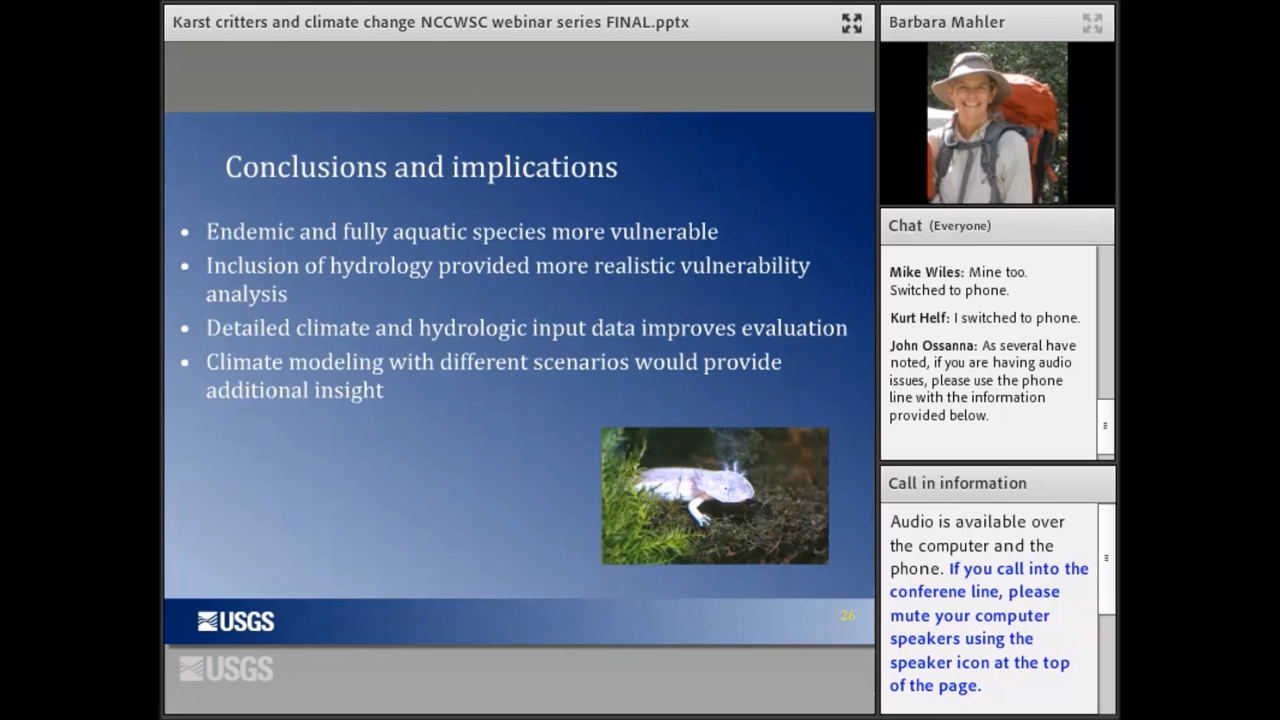 Karst critters and climate change NCCWSC webinar series FINAL.pptx
Conclusions and implications
• Endemic and fully aquatic species more vulnerable
• Inclusion of hydrology provided more realistic vulnerability
analysis
• Detailed climate and hydrologic input data improves evaluation
• Climate modeling with different scenarios would provide
additional insight
USGS
26
USGS
Barbara Mahler
Chat (Everyone)
Mike Wiles: Mine too.
Switched to phone.
Kurt Helf: I switched to phone.
John Ossanna: As several have
noted, if you are having audio
issues, please use the phone
line with the information
provided below.
Call in information
Audio is available over
the computer and the
phone. If you call into the
conferene line, please
mute your computer
speakers using the
speaker icon at the top
of the page.